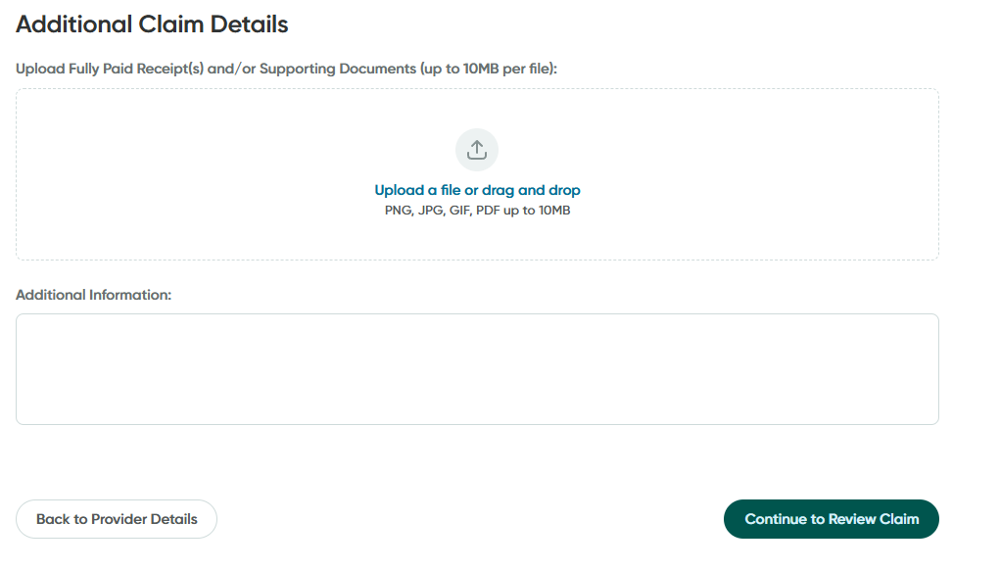 Additional Claim Details
Upload Fully Paid Receipt(s) and/or Supporting Documents (up to 10MB per file):
Upload a file or drag and drop
PNG, JPG, GIF, PDF up to 10MB
Additional Information:
Back to Provider Details
Continue to Review Claim